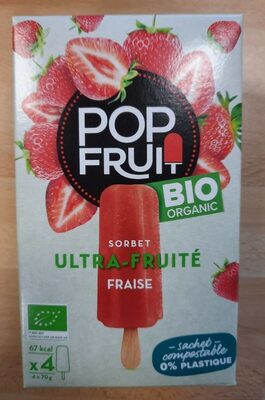 POP
FRUIT
BIO
ORGANIC
SORBET
ULTRA-FRUITÉ
FRAISE
67 kcal
x4
sachet
compostable
0% PLASTIQUE